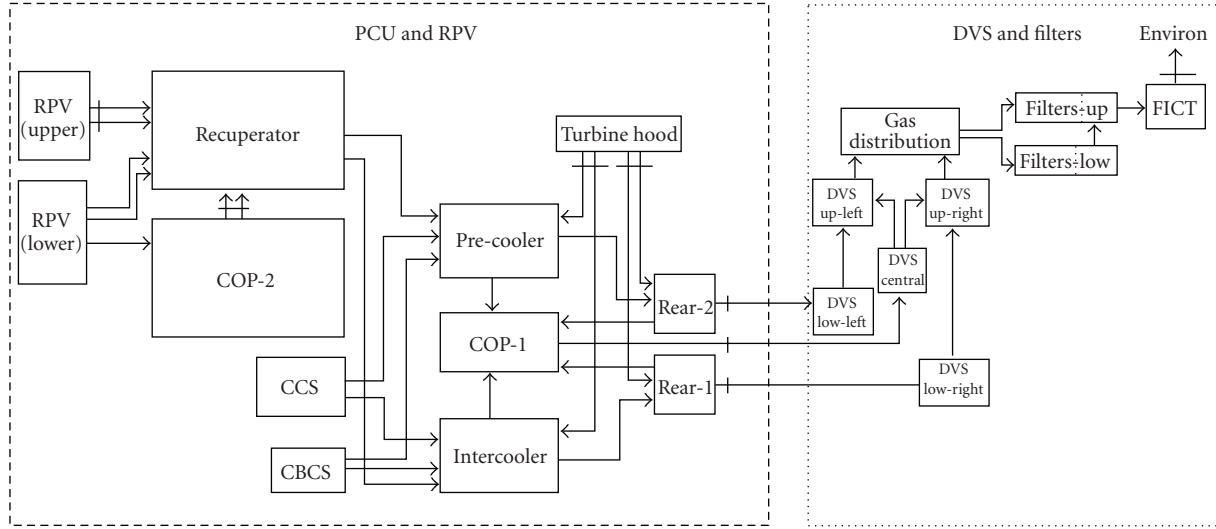 PCU and RPV
DVS and filters
Environ
RPV
(upper)
Recuperator
Turbine hood
Gas
distribution
Filters-up
FICT
Filters-low
RPV
(lower)
COP-2
Pre-cooler
DVS
up-left
DVS
up-right
DVS
central
Rear-2
DVS
low-left
COP-1
CCS
Rear-1
DVS
low-right
CBCS
Intercooler